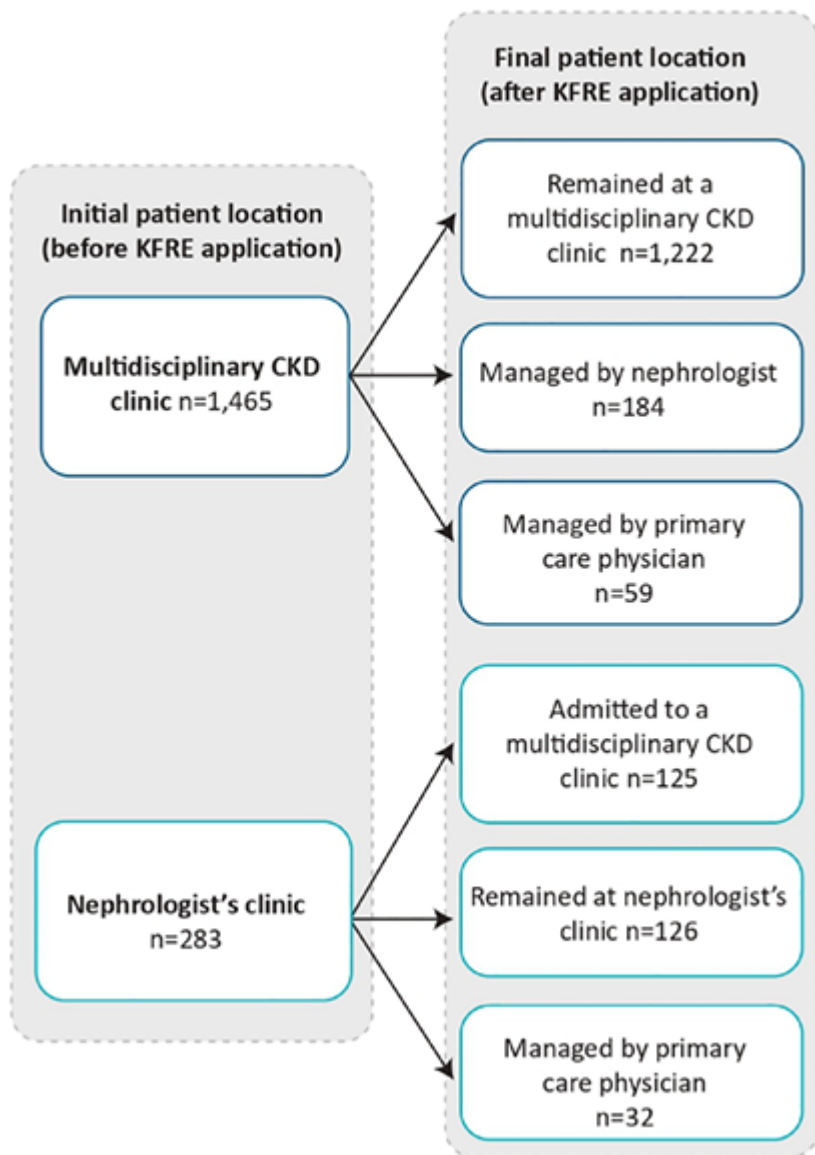 Initial patient location
(before KFRE application)
Multidisciplinary CKD
clinic n=1,465
Nephrologist’s clinic
n=283
Final patient location
(after KFRE application)
Remained at a
multidisciplinary CKD
clinic n=1,222
Managed by nephrologist
n=184
Managed by primary
care physician
n=59
Admitted to a
multidisciplinary CKD
clinic n=125
Remained at nephrologist’s
clinic n=126
Managed by primary
care physician
n=32